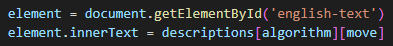 element = document.getElementById('english-text')
element.innerText = descriptions[algorithm][move]